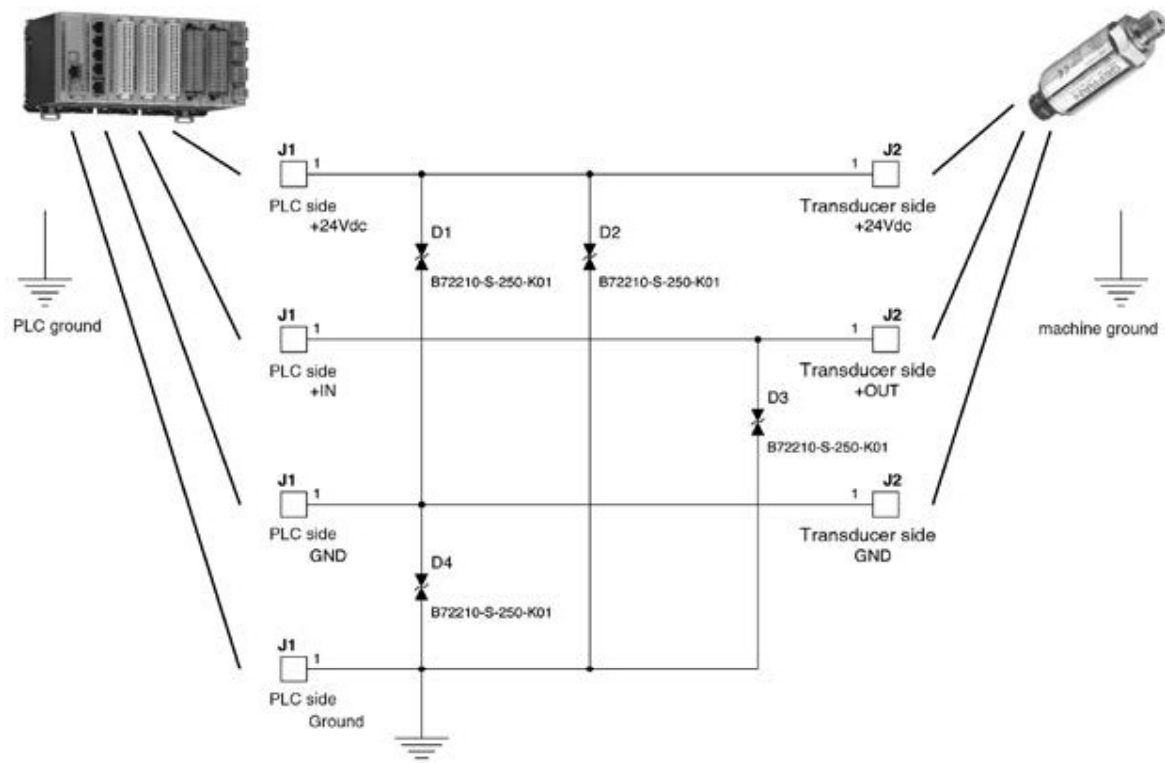 J1
1
PLC side
+24Vdc
1
J2
Transducer side
+24Vdc
D1
B72210-S-250-K01
D2
B72210-S-250-K01
PLC ground
machine ground
J1
1
PLC side
+IN
1
J2
Transducer side
+OUT
D3
B72210-S-250-K01
J1
1
PLC side
GND
1
J2
Transducer side
GND
D4
B72210-S-250-K01
J1
1
PLC side
Ground